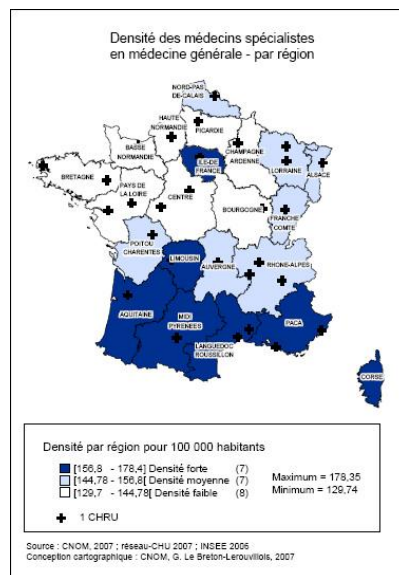 Densité des médecins spécialistes
en médecine générale - par région
NORD-PAS
DE-CALAIS
HAUTE
NORMANDIE
PICARDIE
BASSE
NORMANDIE
CHAMPAGNE
ARDENNE
ILE-DE
FRANCE
LORRAINE
ALSACE
BRETAGNE
PAYS DE
LA LOIRE
CENTRE
BOURGOGNE
FRANCHE
COMTE
POITOU
CHARENTES
LIMOUSIN
AUVERGNE
RHONE-ALPES
AQUITAINE
MIDI
PYRENEES
LANGUEDOC
ROUSSILLON
PACA
CORSE
Densité par région pour 100 000 habitants
[156,8 - 178,4] Densité forte (7)
[144,78 - 156,8[ Densité moyenne (7)
[129,7 - 144,78[ Densité faible (8)
Maximum = 178,35
Minimum = 129,74
1 CHRU
Source : CNOM, 2007 ; réseau-CHU 2007 ; INSEE 2006
Conception cartographique : CNOM, G. Le Breton-Lerouvillois, 2007